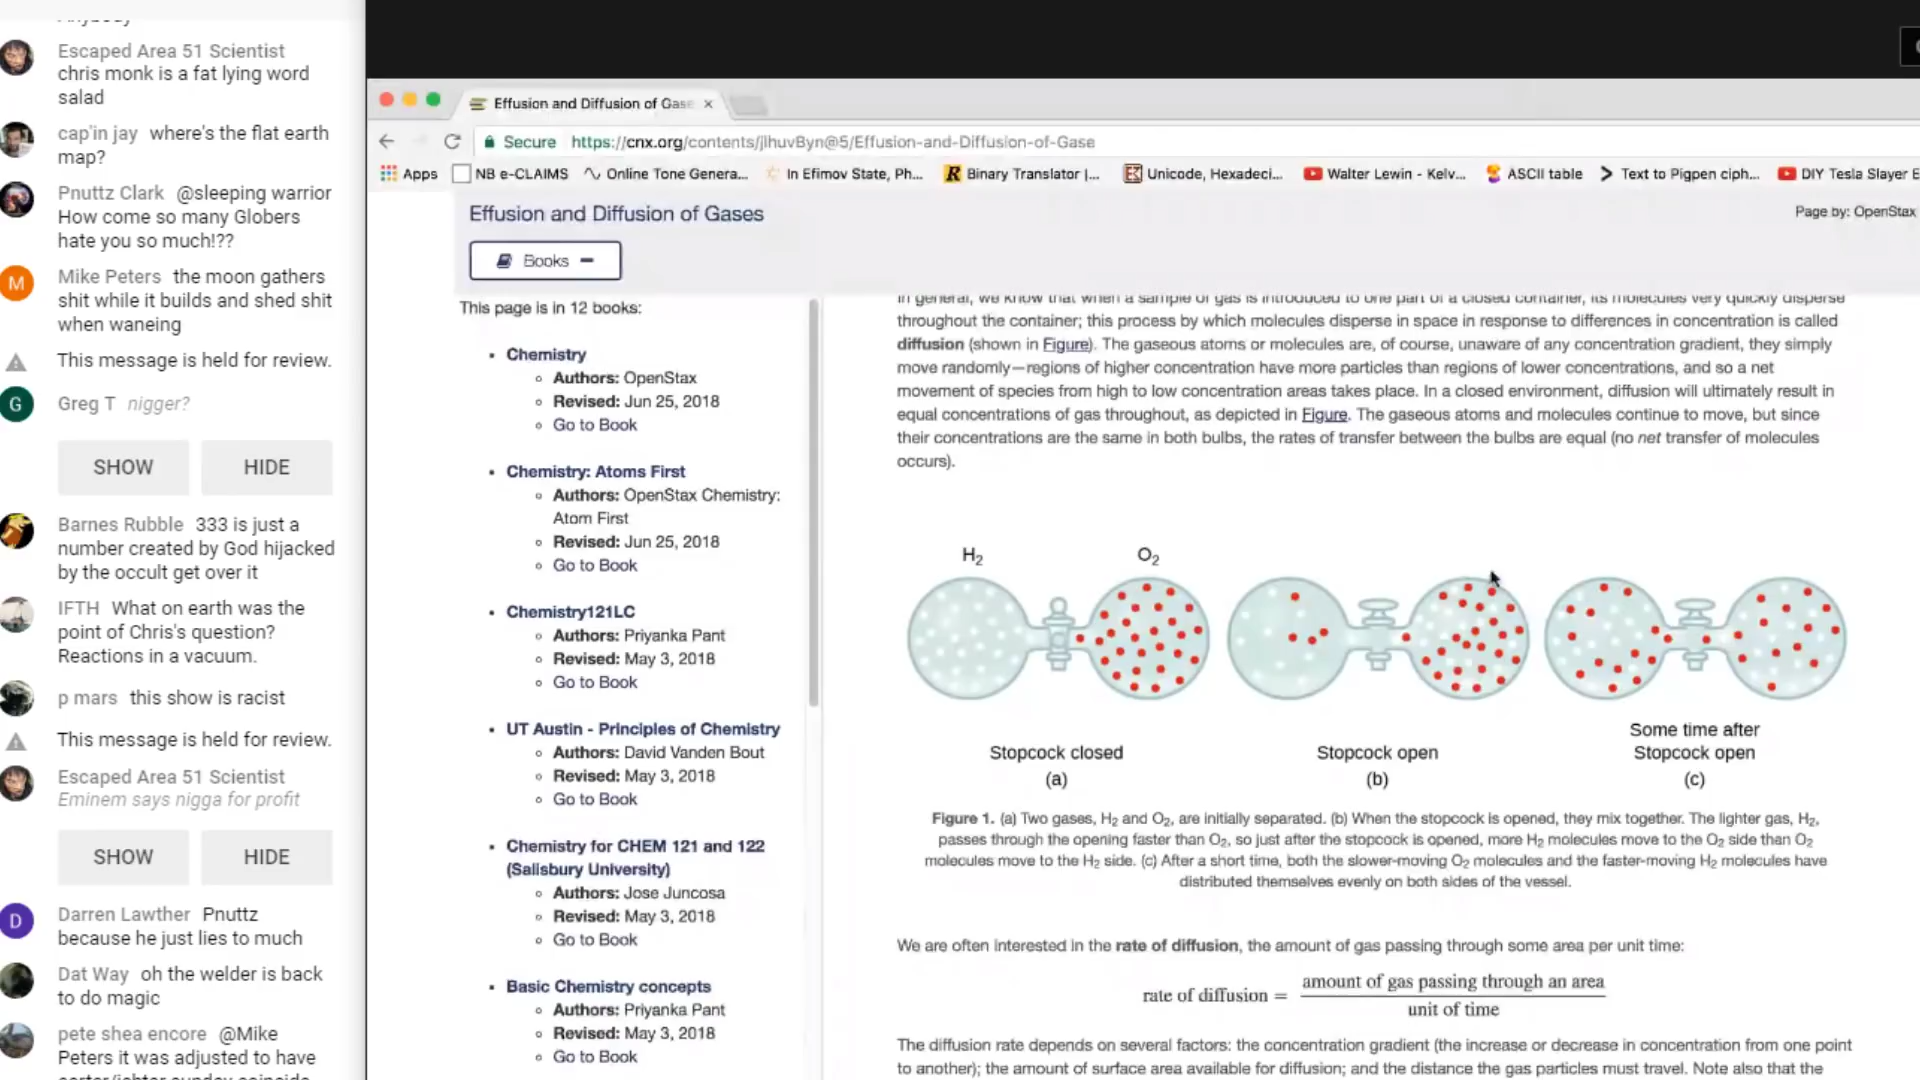 Anybody
Escaped Area 51 Scientist
chris monk is a fat lying word
salad
cap'in jay where's the flat earth
map?
Pnuttz Clark @sleeping warrior
How come so many Globers
hate you so much!??
M
Mike Peters the moon gathers
shit while it builds and shed shit
when waneing
This message is held for review.
G
Greg T nigger?
SHOW
HIDE
Barnes Rubble 333 is just a
number created by God hijacked
by the occult get over it
IFTH What on earth was the
point of Chris's question?
Reactions in a vacuum.
p mars this show is racist
This message is held for review.
Escaped Area 51 Scientist
Eminem says nigga for profit
SHOW
HIDE
D
Darren Lawther Pnuttz
because he just lies to much
Dat Way oh the welder is back
to do magic
pete shea encore @Mike
Peters it was adjusted to have
Effusion and Diffusion of Gase
Secure https://cnx.org/contents/jlhuvByn@5/Effusion-and-Diffusion-of-Gase
Apps NB e-CLAIMS Online Tone Genera... In Efimov State, Ph... Binary Translator |... Unicode, Hexadeci... Walter Lewin - Kelv... ASCII table Text to Pigpen ciph... DIY Tesla Slayer E
Effusion and Diffusion of Gases
Page by: OpenStax
Books
This page is in 12 books:
Chemistry
Authors: OpenStax
Revised: Jun 25, 2018
Go to Book
Chemistry: Atoms First
Authors: OpenStax Chemistry:
Atom First
Revised: Jun 25, 2018
Go to Book
Chemistry121LC
Authors: Priyanka Pant
Revised: May 3, 2018
Go to Book
UT Austin - Principles of Chemistry
Authors: David Vanden Bout
Revised: May 3, 2018
Go to Book
Chemistry for CHEM 121 and 122
(Salisbury University)
Authors: Jose Juncosa
Revised: May 3, 2018
Go to Book
Basic Chemistry concepts
Authors: Priyanka Pant
Revised: May 3, 2018
Go to Book
In general, we know that when a sample of gas is introduced to one part of a closed container, its molecules very quickly disperse
throughout the container; this process by which molecules disperse in space in response to differences in concentration is called
diffusion (shown in Figure). The gaseous atoms or molecules are, of course, unaware of any concentration gradient, they simply
move randomly—regions of higher concentration have more particles than regions of lower concentrations, and so a net
movement of species from high to low concentration areas takes place. In a closed environment, diffusion will ultimately result in
equal concentrations of gas throughout, as depicted in Figure. The gaseous atoms and molecules continue to move, but since
their concentrations are the same in both bulbs, the rates of transfer between the bulbs are equal (no net transfer of molecules
occurs).
H₂ O₂
Stopcock closed
(a)
Stopcock open
(b)
Some time after
Stopcock open
(c)
Figure 1. (a) Two gases, H₂ and O₂, are initially separated. (b) When the stopcock is opened, they mix together. The lighter gas, H₂,
passes through the opening faster than O₂, so just after the stopcock is opened, more H₂ molecules move to the O₂ side than O₂
molecules move to the H₂ side. (c) After a short time, both the slower-moving O₂ molecules and the faster-moving H₂ molecules have
distributed themselves evenly on both sides of the vessel.
We are often interested in the rate of diffusion, the amount of gas passing through some area per unit time:
rate of diffusion = amount of gas passing through an area
unit of time
The diffusion rate depends on several factors: the concentration gradient (the increase or decrease in concentration from one point
to another); the amount of surface area available for diffusion; and the distance the gas particles must travel. Note also that the